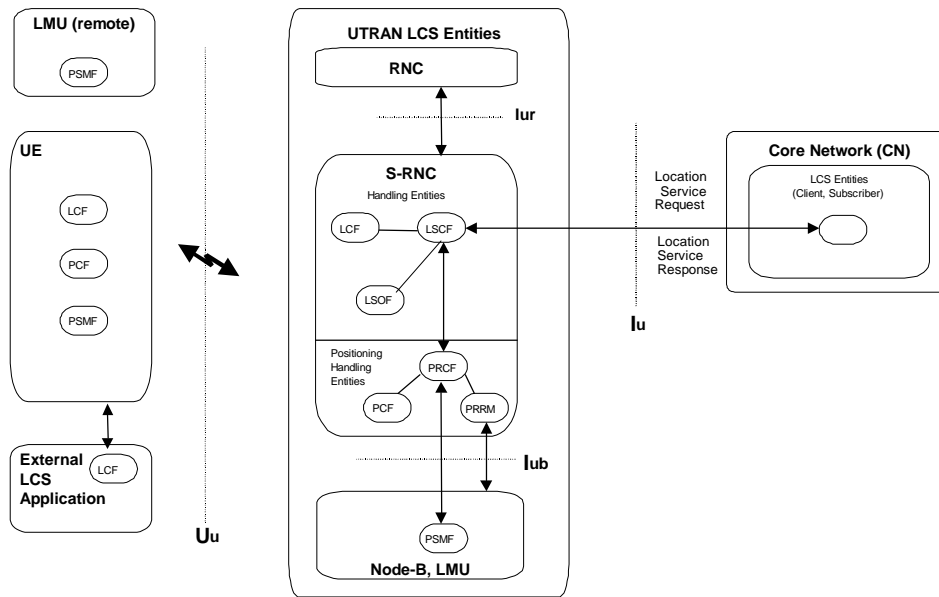 LMU (remote)
PSMF
UE
LCF
PCF
PSMF
External
LCS
Application
LCF
Uu
UTRAN LCS Entities
RNC
Iur
S-RNC
Handling Entities
LCF
LSCF
LSOF
Positioning
Handling
Entities
PRCF
PCF
PRRM
Iub
PSMF
Node-B, LMU
Location
Service
Request
Location
Service
Response
Iu
Core Network (CN)
LCS Entities
(Client, Subscriber)